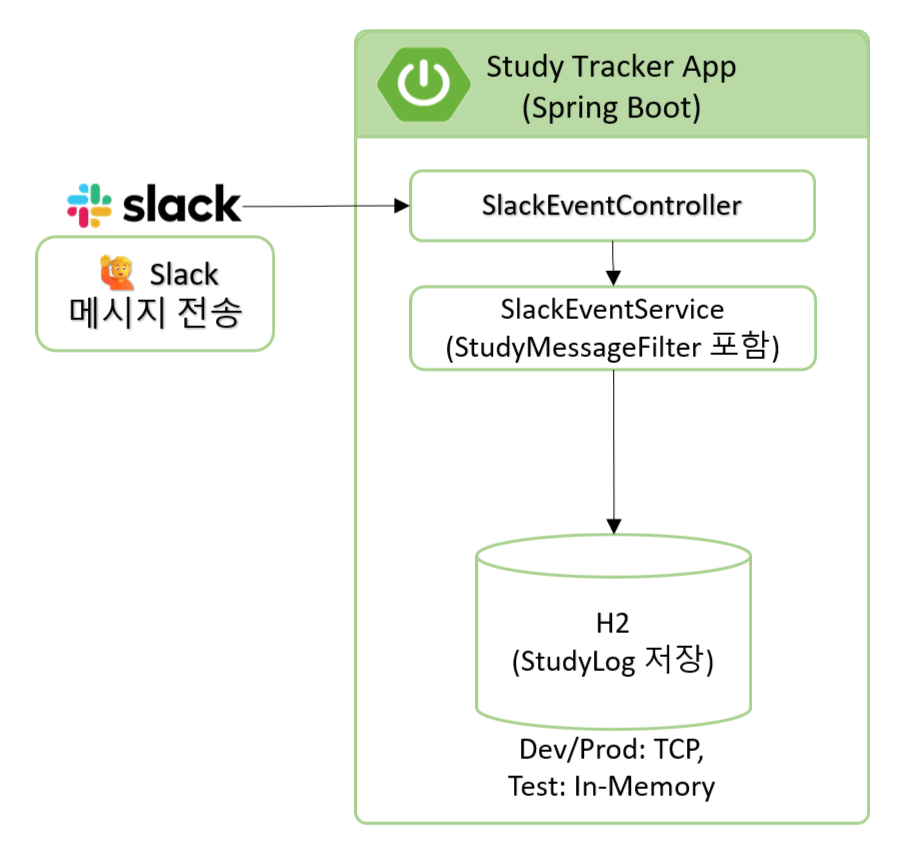 Study Tracker App
(Spring Boot)
slack
SlackEventController
Slack
메시지 전송
SlackEventService
(StudyMessageFilter 포함)
H2
(StudyLog 저장)
Dev/Prod: TCP,
Test: In-Memory